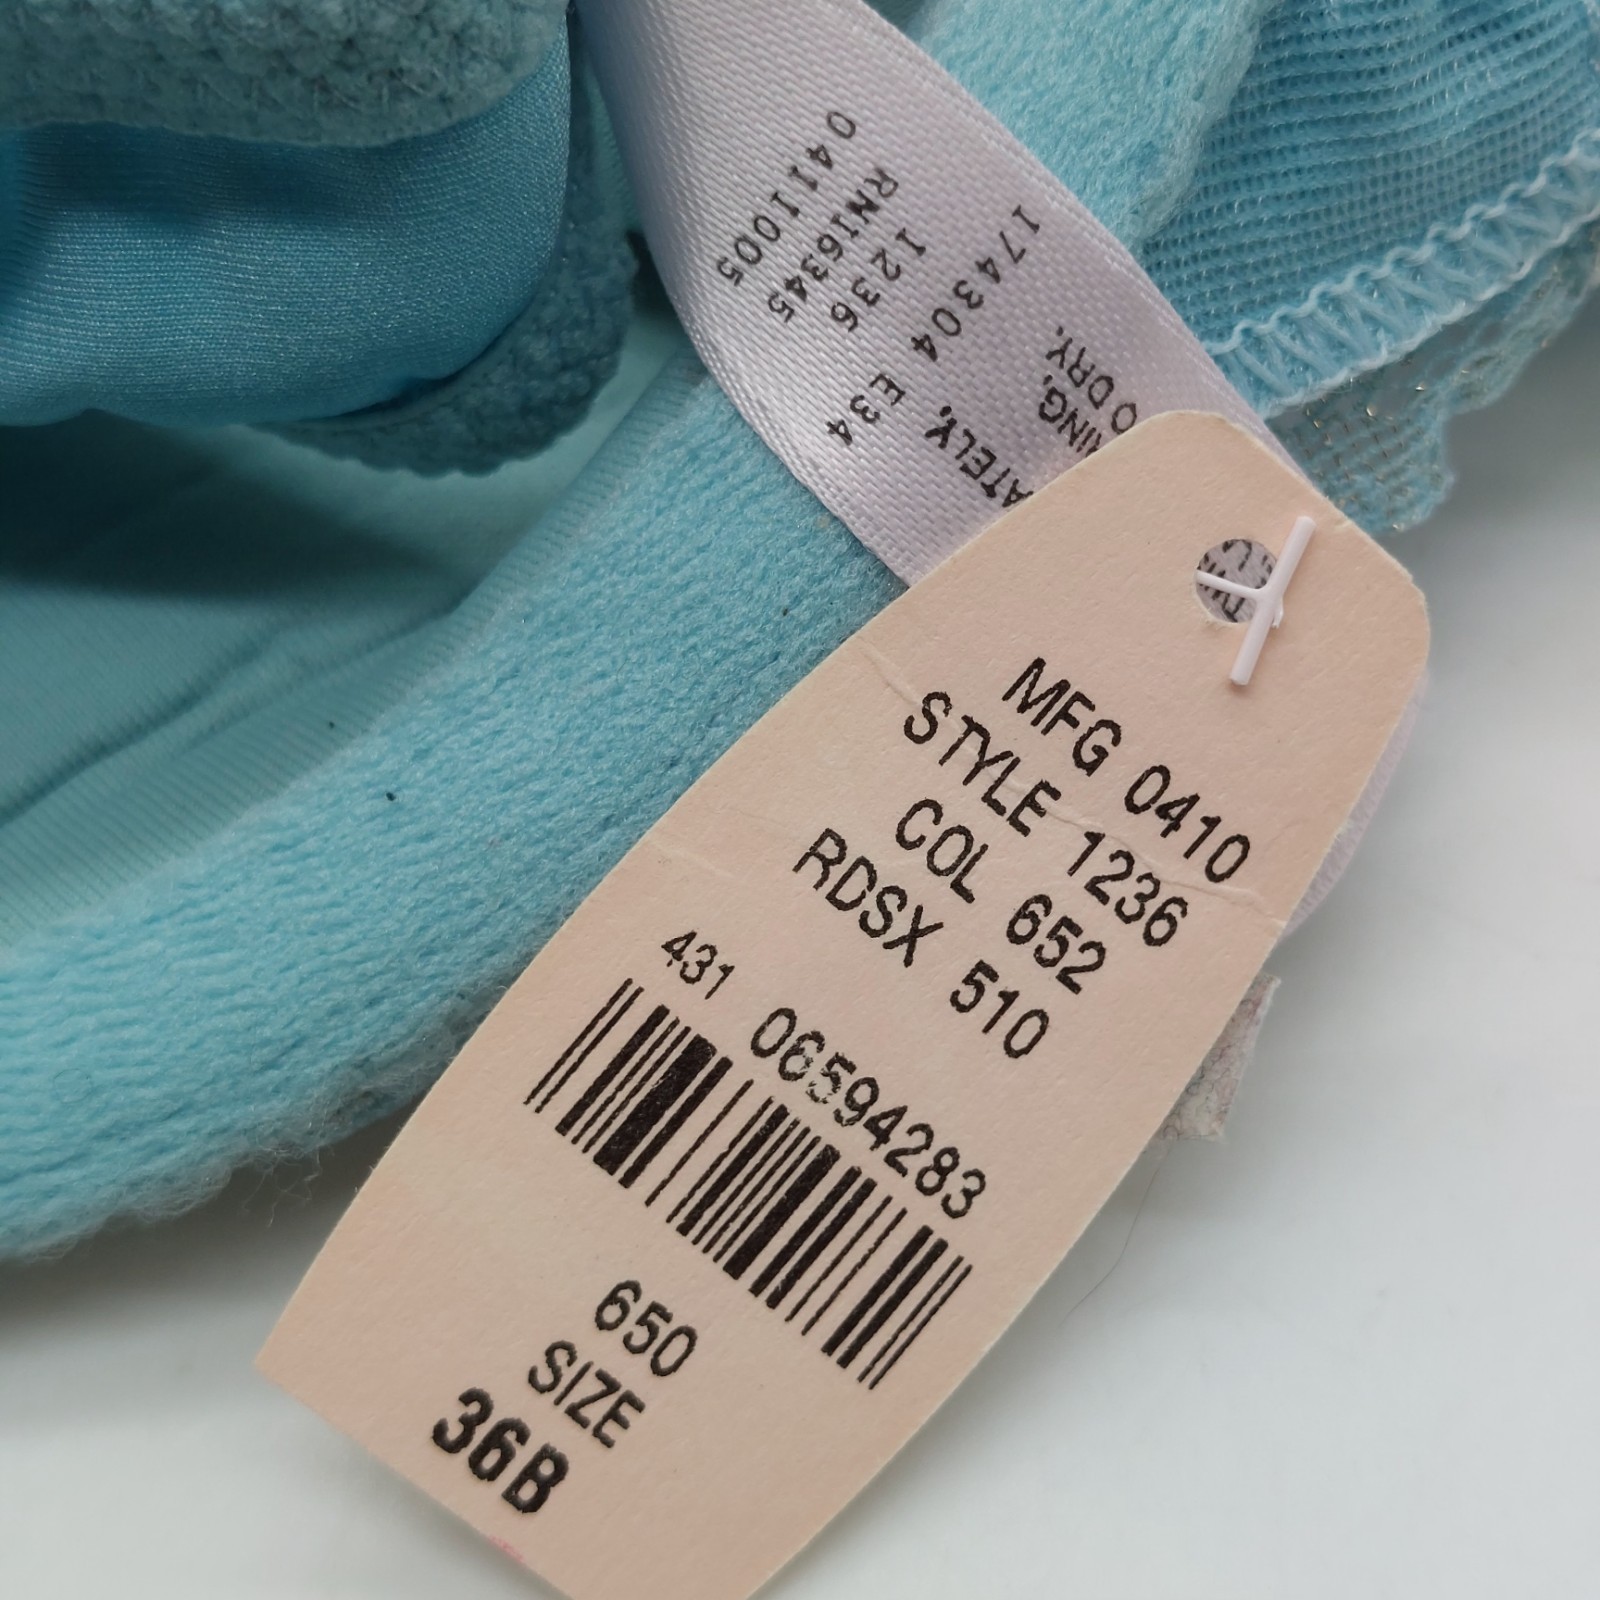 0411005
RN16345
1236
174304 E34
ATELY,
NING,
O DRY.
MFG 0410
STYLE 1236
COL 652
RDSX 510
431 06594283
650
SIZE
36B